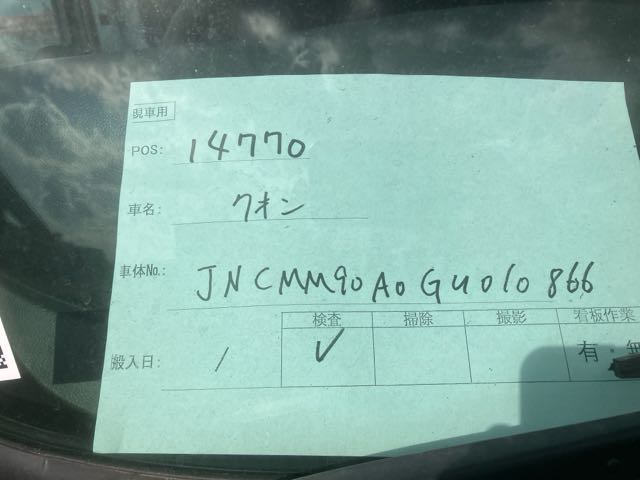 現車用
POS: 14770
車名: クオン
車体No.: JNCMM90A0GU010866
検査 掃除 撮影 看板作業
搬入日: / ✓ 有・無